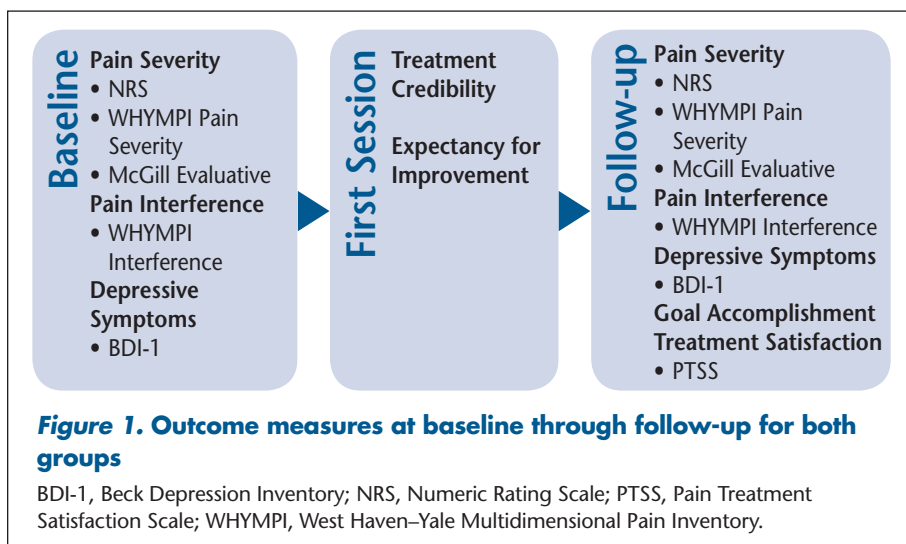 Baseline
Pain Severity
• NRS
• WHYMPI Pain
Severity
• McGill Evaluative
Pain Interference
• WHYMPI
Interference
Depressive
Symptoms
• BDI-1
First Session
Treatment
Credibility
Expectancy for
Improvement
Follow-up
Pain Severity
• NRS
• WHYMPI Pain
Severity
• McGill Evaluative
Pain Interference
• WHYMPI Interference
Depressive Symptoms
• BDI-1
Goal Accomplishment
Treatment Satisfaction
• PTSS
Figure 1. Outcome measures at baseline through follow-up for both
groups
BDI-1, Beck Depression Inventory; NRS, Numeric Rating Scale; PTSS, Pain Treatment
Satisfaction Scale; WHYMPI, West Haven–Yale Multidimensional Pain Inventory.